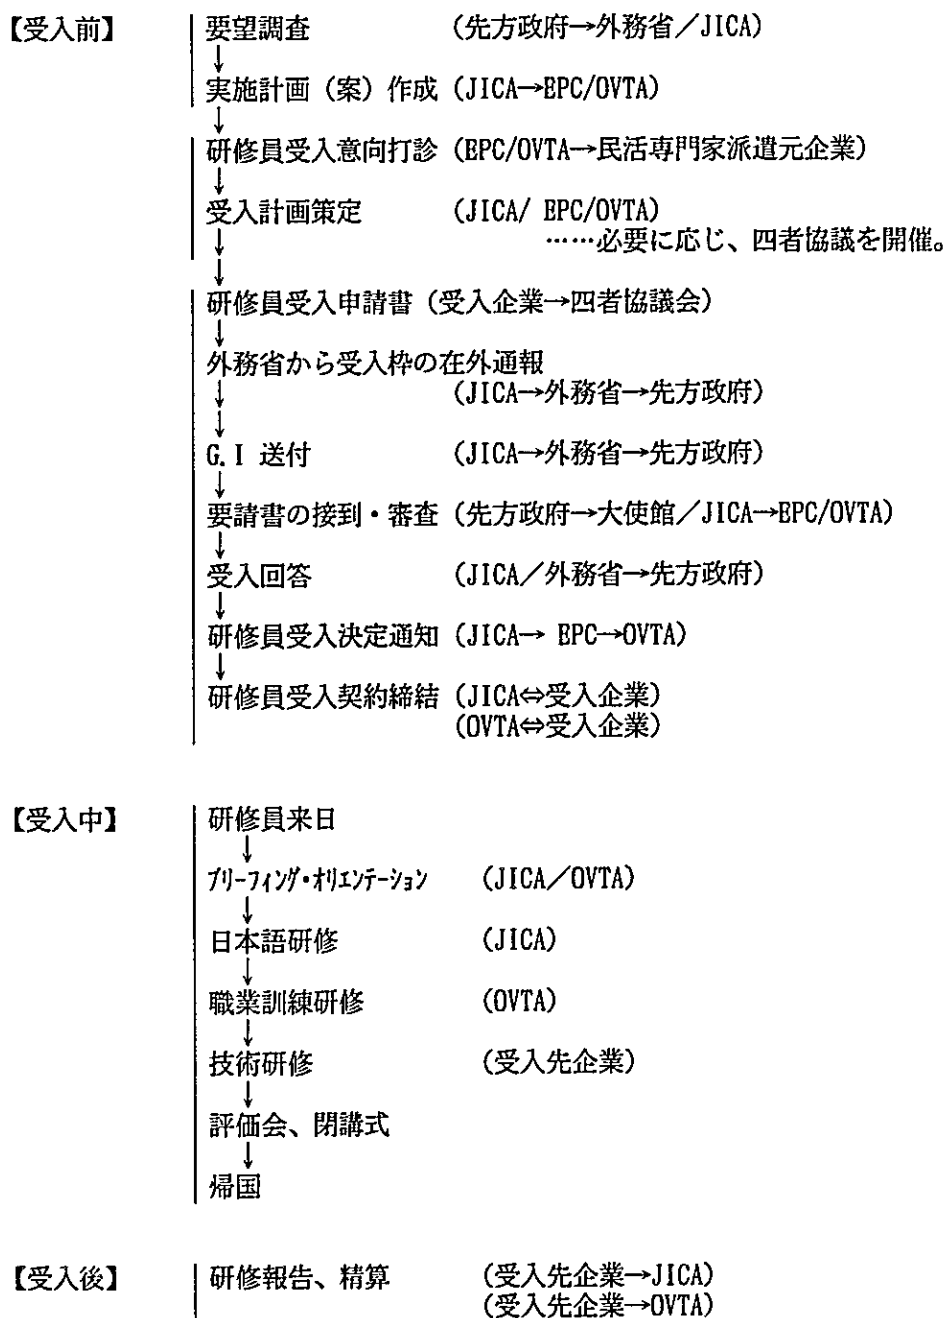 【受入前】 要望調査 (先方政府→外務省／JICA)
↓
実施計画（案）作成 (JICA→EPC/OVTA)
↓
研修員受入意向打診 (EPC/OVTA→民活専門家派遣元企業)
↓
受入計画策定 (JICA/ EPC/OVTA)
↓ ……必要に応じ、四者協議を開催。
↓
研修員受入申請書 (受入企業→四者協議会)
↓
外務省から受入枠の在外通報
↓ (JICA→外務省→先方政府)
↓
G.I 送付 (JICA→外務省→先方政府)
↓
要請書の接到・審査 (先方政府→大使館／JICA→EPC/OVTA)
↓
受入回答 (JICA／外務省→先方政府)
↓
研修員受入決定通知 (JICA→ EPC→OVTA)
↓
研修員受入契約締結 (JICA⇔受入企業)
(OVTA⇔受入企業)
【受入中】 研修員来日
↓
ブリーフィング・オリエンテーション (JICA／OVTA)
↓
日本語研修 (JICA)
↓
職業訓練研修 (OVTA)
↓
技術研修 (受入先企業)
↓
評価会、閉講式
↓
帰国
【受入後】 研修報告、精算 (受入先企業→JICA)
(受入先企業→OVTA)